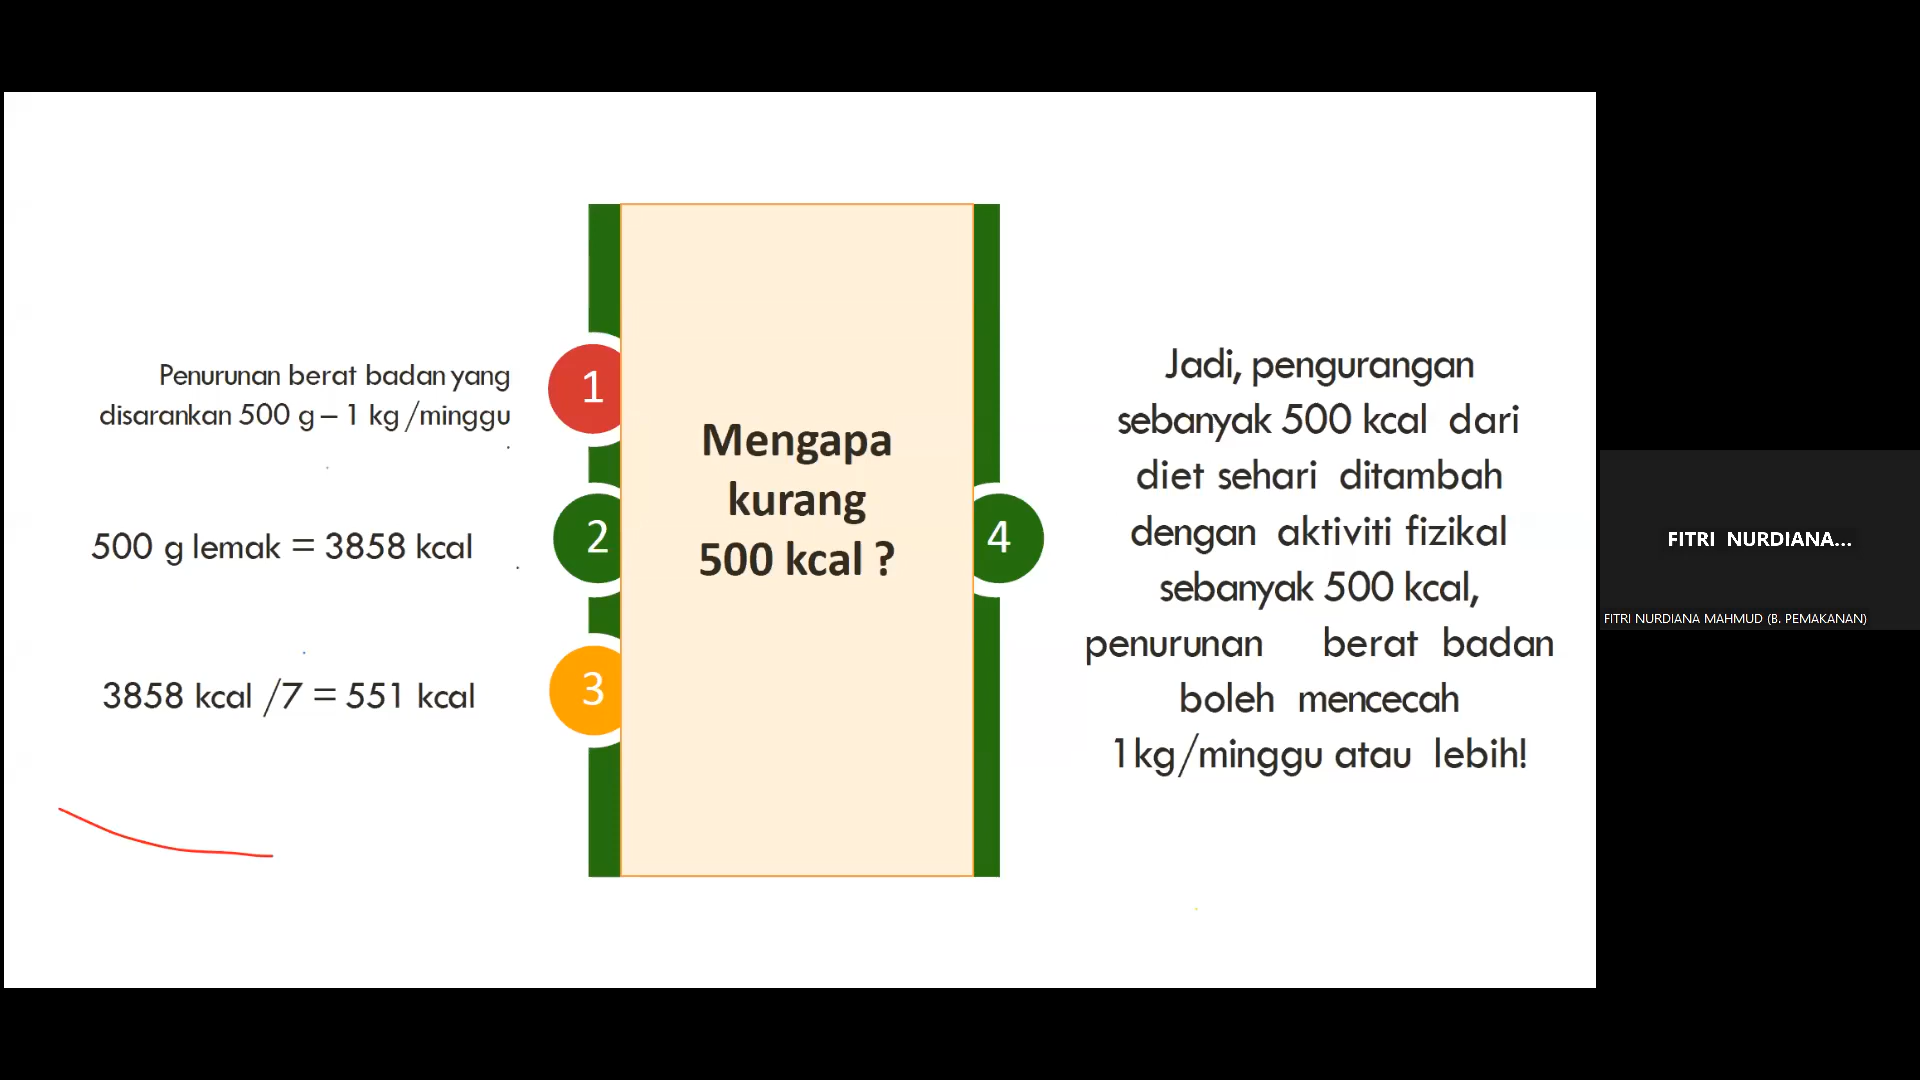 Penurunan berat badan yang
disarankan 500 g – 1 kg /minggu
1
500 g lemak = 3858 kcal
2
3858 kcal /7 = 551 kcal
3
Mengapa
kurang
500 kcal ?
4
Jadi, pengurangan
sebanyak 500 kcal dari
diet sehari ditambah
dengan aktiviti fizikal
sebanyak 500 kcal,
penurunan berat badan
boleh mencecah
1kg/minggu atau lebih!
FITRI NURDIANA...
FITRI NURDIANA MAHMUD (B. PEMAKANAN)